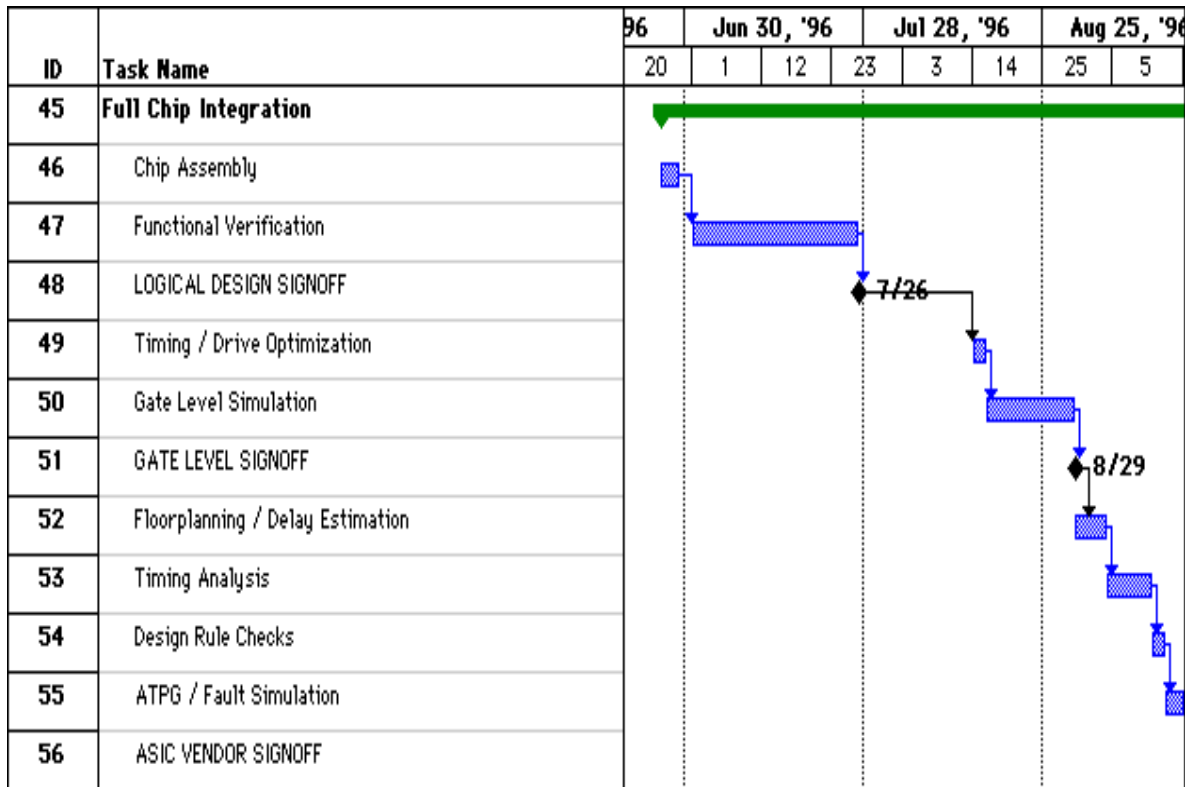 96 Jun 30, '96 Jul 28, '96 Aug 25, '96
ID Task Name 20 1 12 23 3 14 25 5
45 Full Chip Integration
46 Chip Assembly
47 Functional Verification
48 LOGICAL DESIGN SIGNOFF 7/26
49 Timing / Drive Optimization
50 Gate Level Simulation
51 GATE LEVEL SIGNOFF 8/29
52 Floorplanning / Delay Estimation
53 Timing Analysis
54 Design Rule Checks
55 ATPG / Fault Simulation
56 ASIC VENDOR SIGNOFF